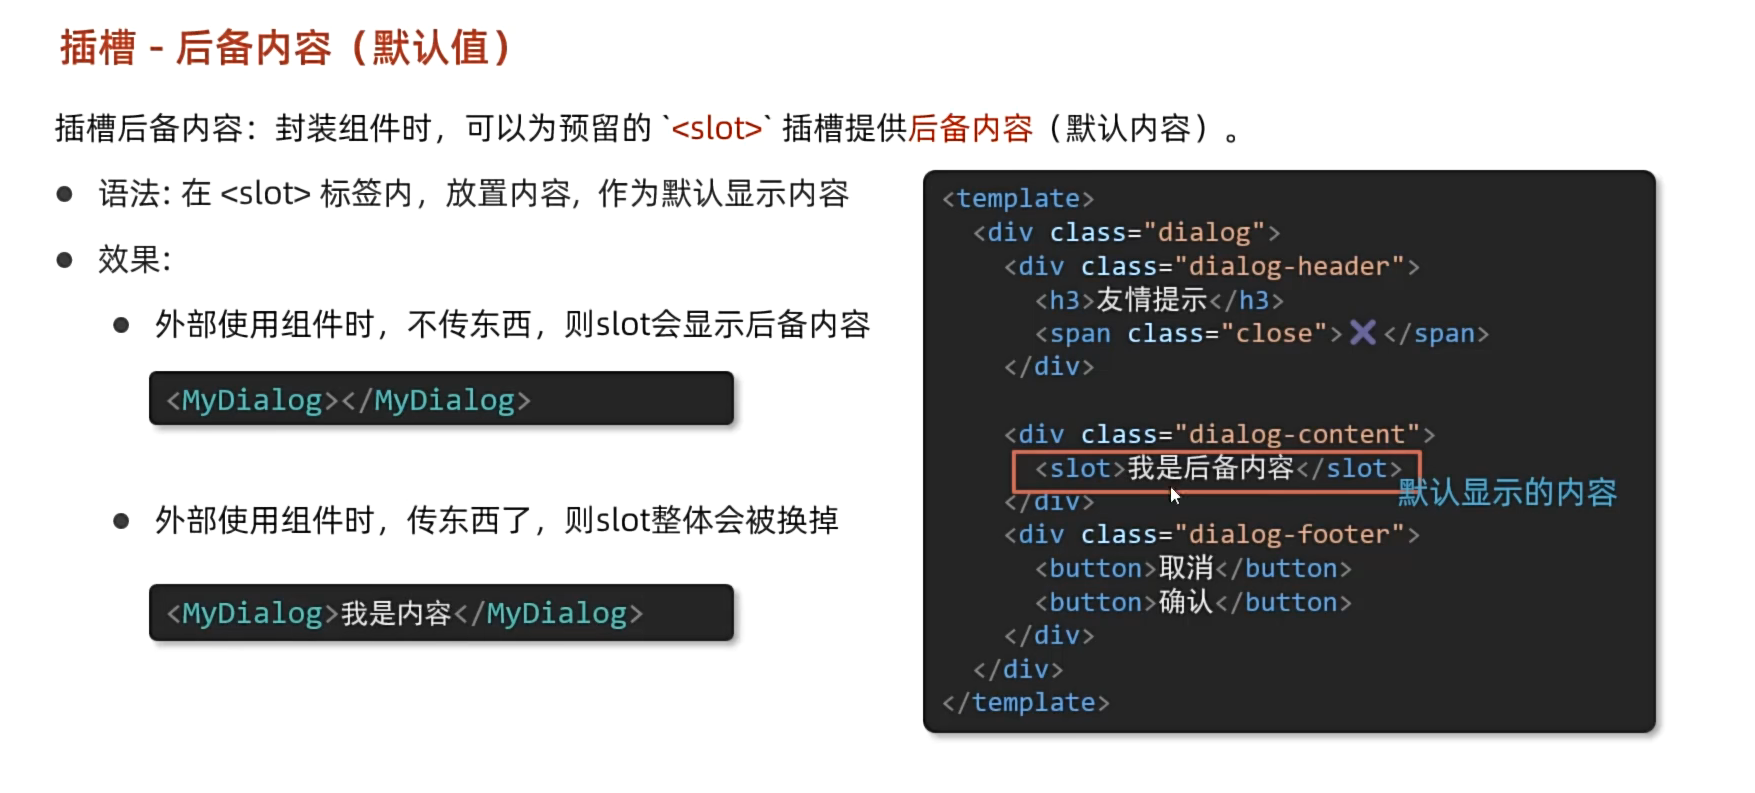 插槽 - 后备内容（默认值）
插槽后备内容：封装组件时，可以为预留的 `<slot>` 插槽提供后备内容（默认内容）。
● 语法: 在 <slot> 标签内，放置内容, 作为默认显示内容
● 效果:
● 外部使用组件时，不传东西，则slot会显示后备内容
<MyDialog></MyDialog>
● 外部使用组件时，传东西了，则slot整体会被换掉
<MyDialog>我是内容</MyDialog>
<template>
<div class="dialog">
<div class="dialog-header">
<h3>友情提示</h3>
<span class="close">✖</span>
</div>
<div class="dialog-content">
<slot>我是后备内容</slot>
默认显示的内容
</div>
<div class="dialog-footer">
<button>取消</button>
<button>确认</button>
</div>
</div>
</template>